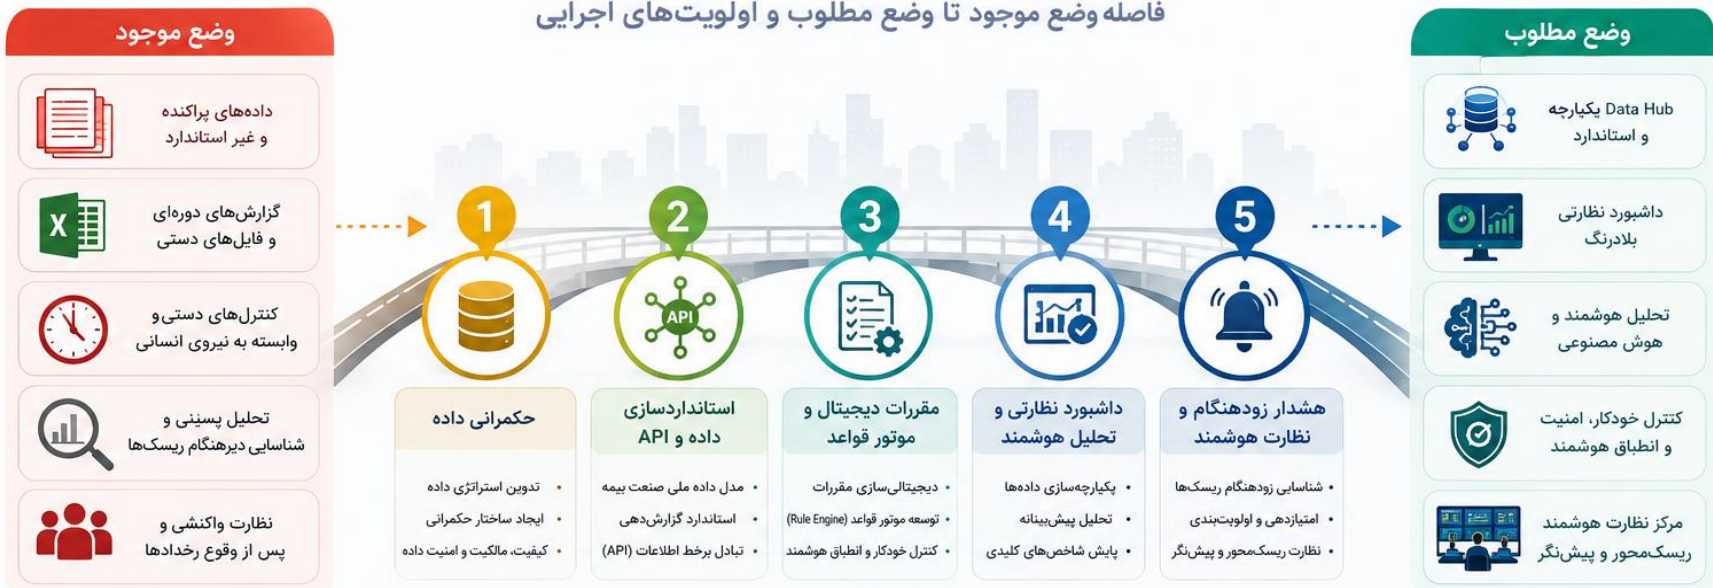 فاصله وضع موجود تا وضع مطلوب و اولویت‌های اجرایی
وضع موجود
داده‌های پراکنده
و غیر استاندارد
X
گزارش‌های دوره‌ای
و فایل‌های دستی
کنترل‌های دستی و
وابسته به نیروی انسانی
تحلیل پسینی و
شناسایی دیرهنگام ریسک‌ها
نظارت واکنشی و
پس از وقوع رخدادها
1
حکمرانی داده
• تدوین استراتژی داده
• ایجاد ساختار حکمرانی
• کیفیت، مالکیت و امنیت داده
2
API
استانداردسازی
داده و API
• مدل داده ملی صنعت بیمه
• استاندارد گزارش‌دهی
• تبادل برخط اطلاعات (API)
3
مقررات دیجیتال و
موتور قواعد
• دیجیتالی‌سازی مقررات
• توسعه موتور قواعد (Rule Engine)
• کنترل خودکار و انطباق هوشمند
4
داشبورد نظارتی و
تحلیل هوشمند
• یکپارچه‌سازی داده‌ها
• تحلیل پیش‌بینانه
• پایش شاخص‌های کلیدی
5
هشدار زودهنگام و
نظارت هوشمند
• شناسایی زودهنگام ریسک‌ها
• امتیازدهی و اولویت‌بندی
• نظارت ریسک‌محور و پیش‌نگر
وضع مطلوب
Data Hub یکپارچه
و استاندارد
داشبورد نظارتی
بلادرنگ
تحلیل هوشمند و
هوش مصنوعی
کنترل خودکار، امنیت
و انطباق هوشمند
مرکز نظارت هوشمند
ریسک‌محور و پیش‌نگر